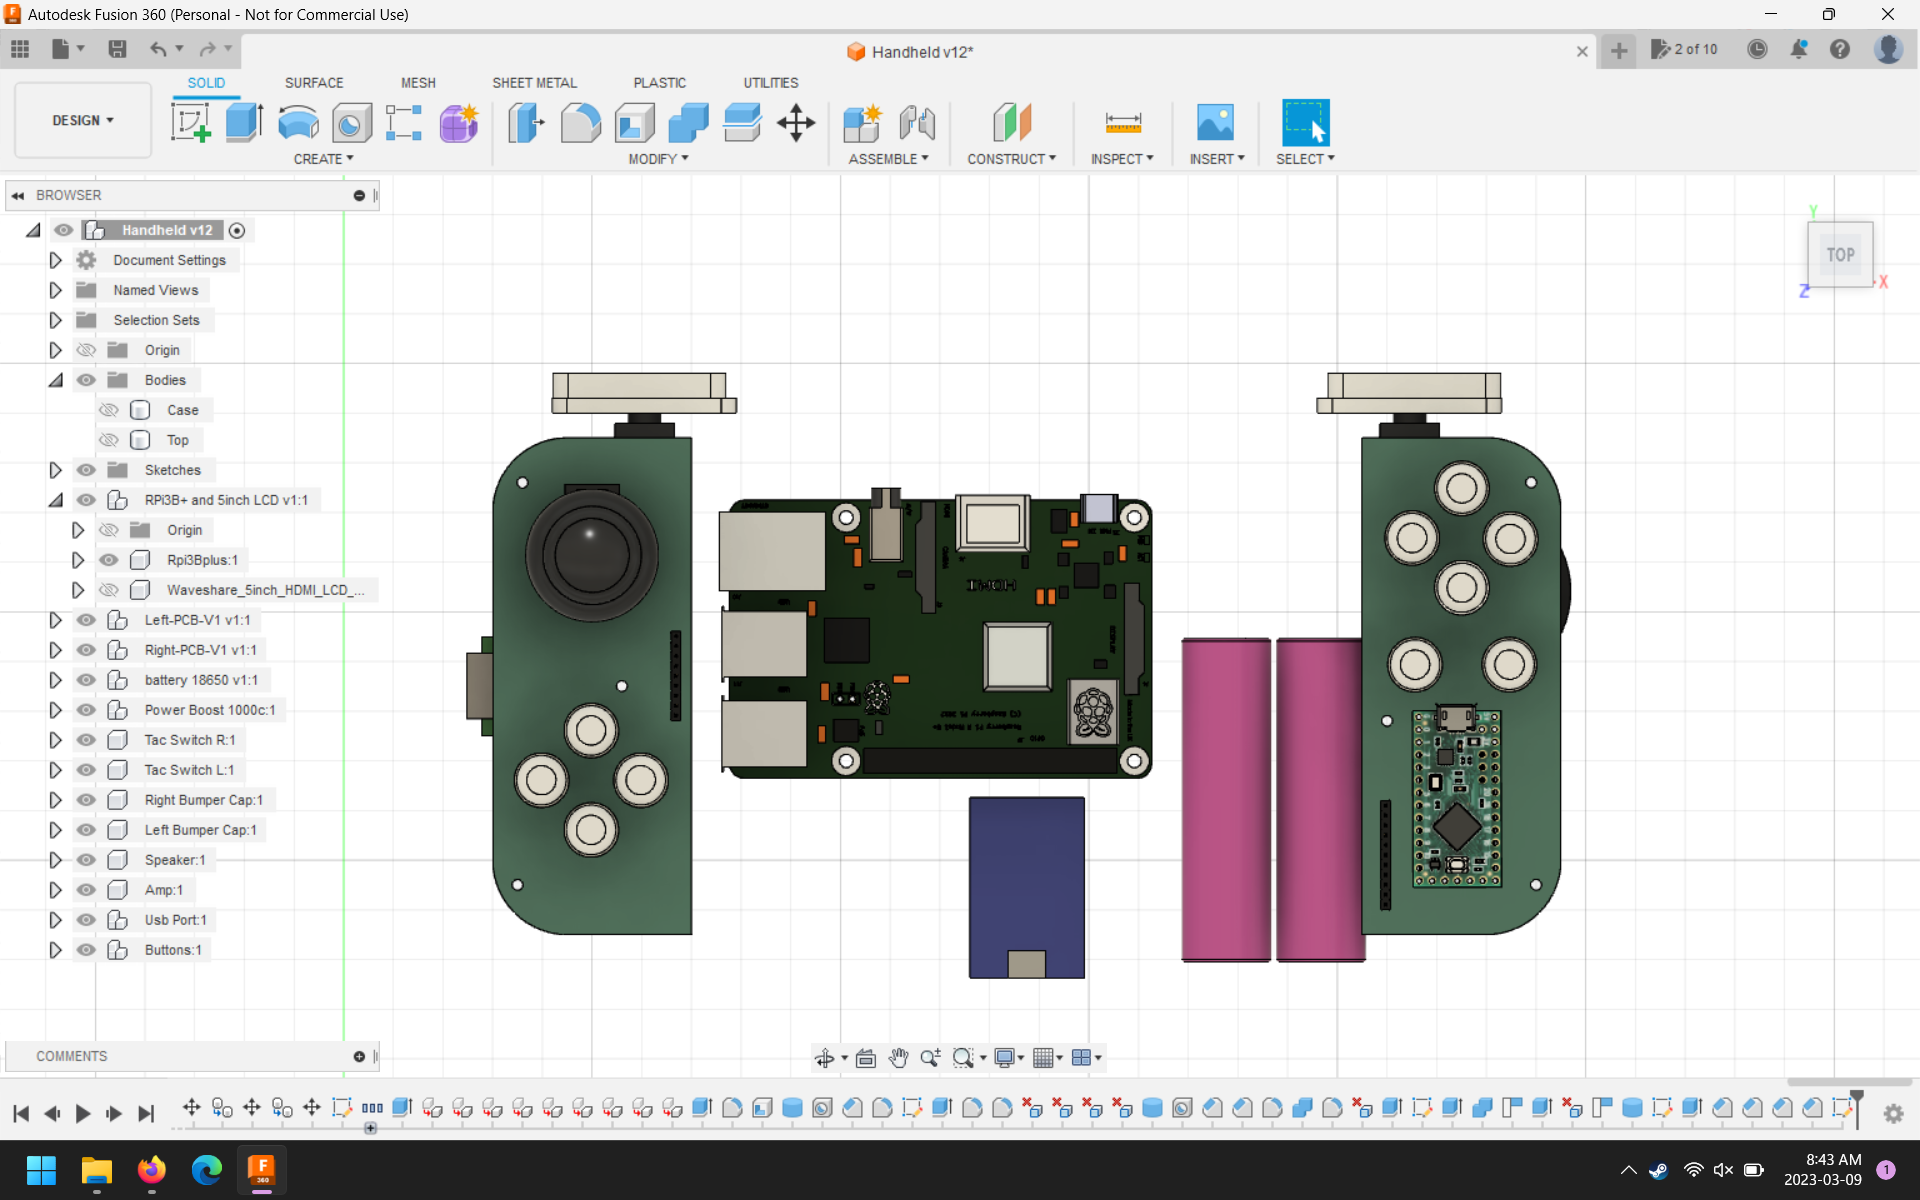 Autodesk Fusion 360 (Personal - Not for Commercial Use)
Handheld v12*
2 of 10
SOLID SURFACE MESH SHEET METAL PLASTIC UTILITIES
DESIGN
CREATE MODIFY ASSEMBLE CONSTRUCT INSPECT INSERT SELECT
BROWSER
Handheld v12
Document Settings
Named Views
Selection Sets
Origin
Bodies
Case
Top
Sketches
RPi3B+ and 5inch LCD v1:1
Origin
Rpi3Bplus:1
Waveshare_5inch_HDMI_LCD_...
Left-PCB-V1 v1:1
Right-PCB-V1 v1:1
battery 18650 v1:1
Power Boost 1000c:1
Tac Switch R:1
Tac Switch L:1
Right Bumper Cap:1
Left Bumper Cap:1
Speaker:1
Amp:1
Usb Port:1
Buttons:1
Y
TOP
Z
X
HDMI
COMMENTS
F
360
8:43 AM
2023-03-09
1